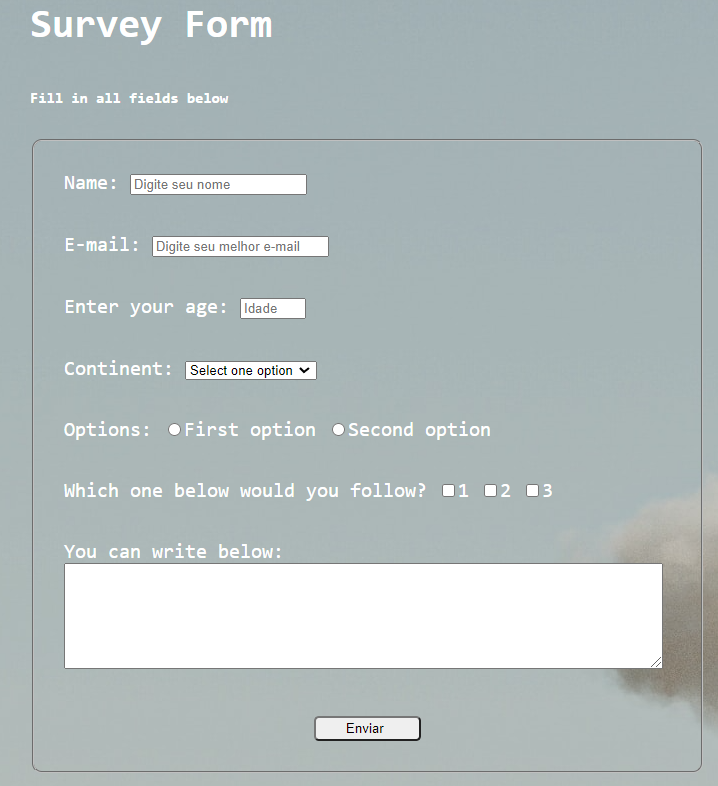 Survey Form
Fill in all fields below
Name: Digite seu nome
E-mail: Digite seu melhor e-mail
Enter your age: Idade
Continent: Select one option
Options: First option Second option
Which one below would you follow? 1 2 3
You can write below:
Enviar